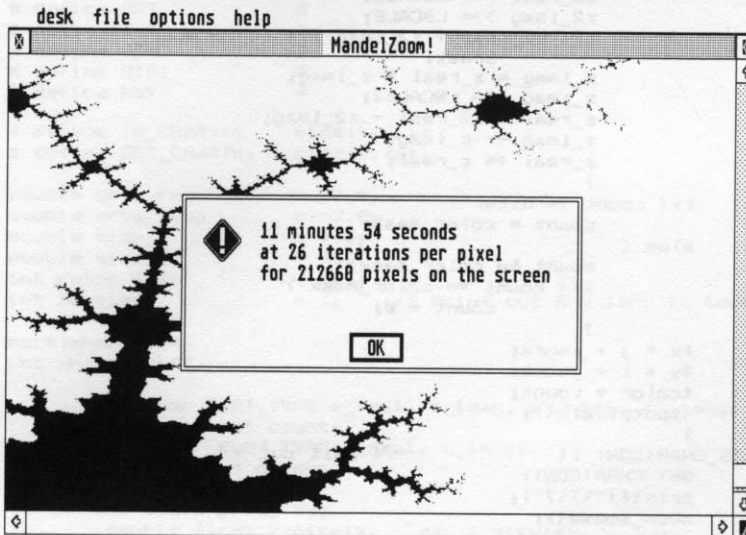 desk file options help
MandelZoom!
11 minutes 54 seconds
at 26 iterations per pixel
for 212660 pixels on the screen
OK